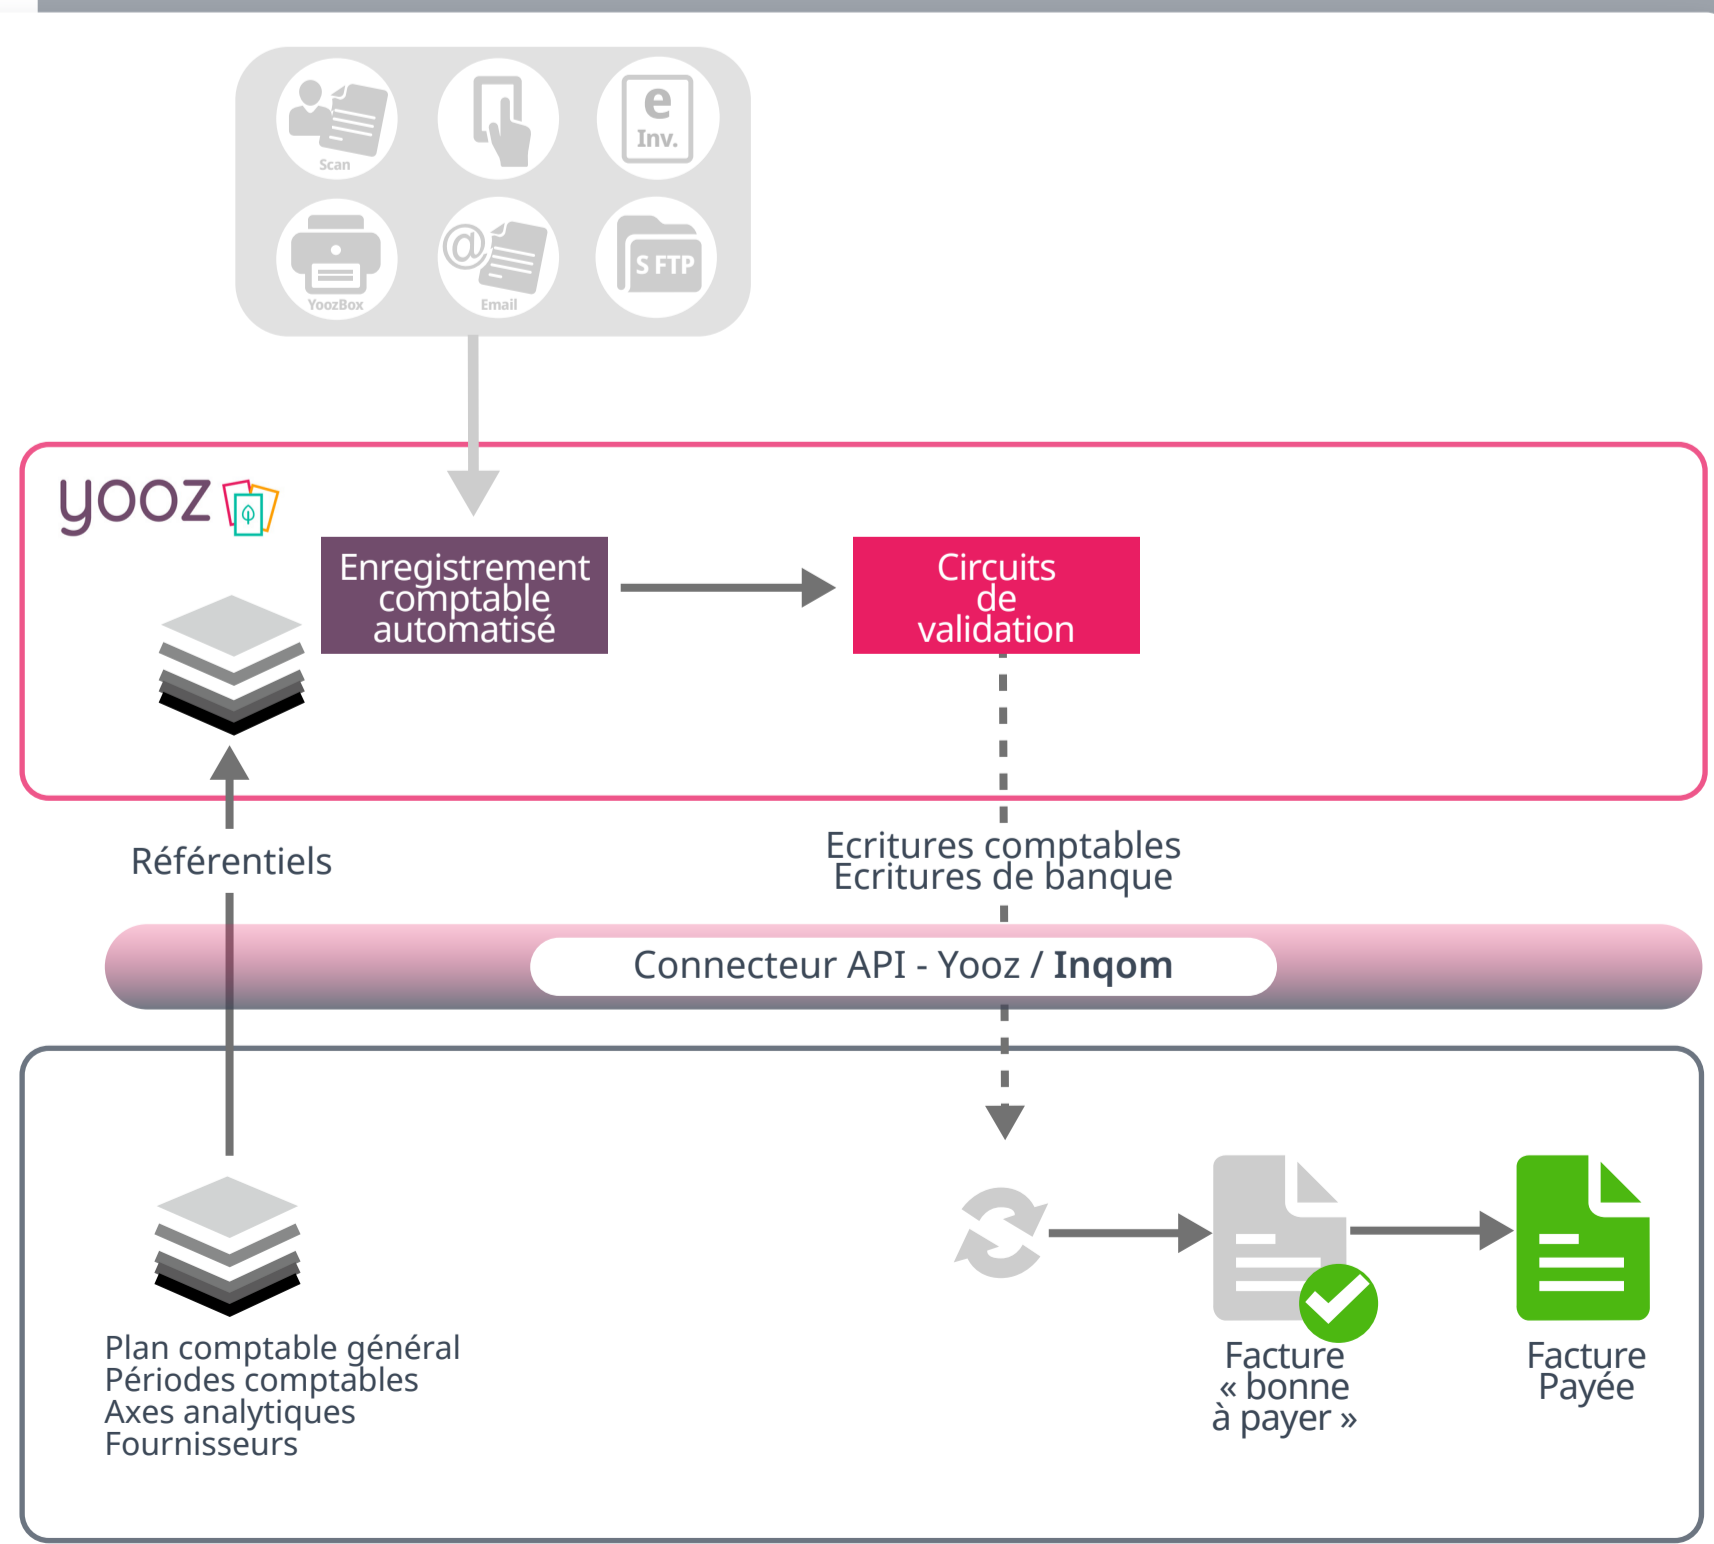 Scan
e
Inv.
YoozBox
@
Email
S FTP
yooz
Enregistrement
comptable
automatisé
Circuits
de
validation
Référentiels
Ecritures comptables
Ecritures de banque
Connecteur API - Yooz / Inqom
Plan comptable général
Périodes comptables
Axes analytiques
Fournisseurs
Facture
« bonne
à payer »
Facture
Payée